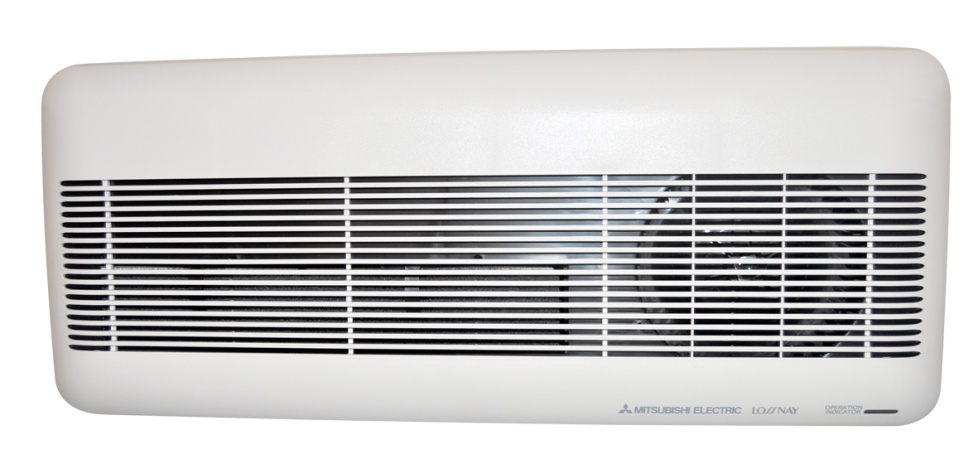 MITSUBISHI ELECTRIC LOSSNAY OPERATION
INDICATOR